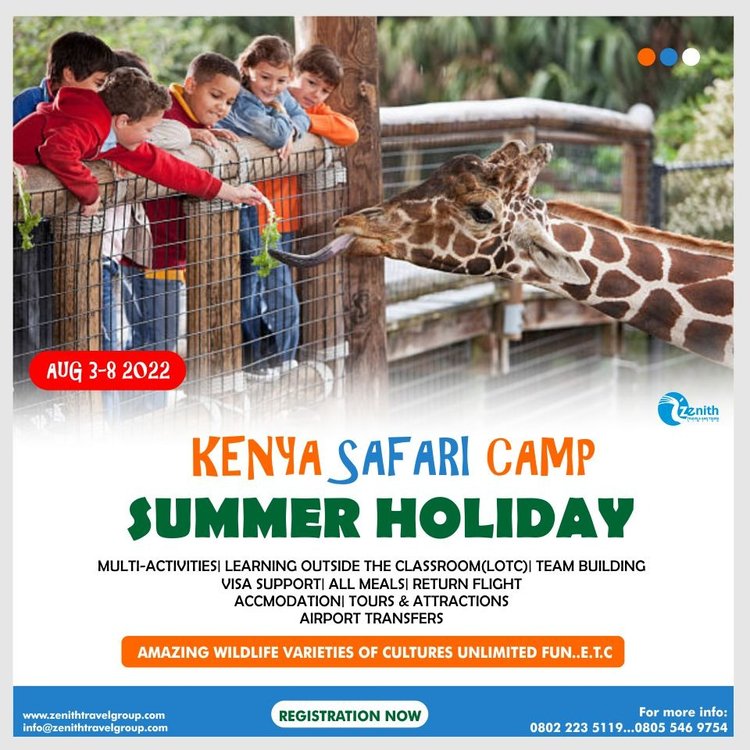 AUG 3-8 2022
Zenith
KENYA SAFARI CAMP
SUMMER HOLIDAY
MULTI-ACTIVITIES| LEARNING OUTSIDE THE CLASSROOM(LOTC)| TEAM BUILDING
VISA SUPPORT| ALL MEALS| RETURN FLIGHT
ACCMODATION| TOURS & ATTRACTIONS
AIRPORT TRANSFERS
AMAZING WILDLIFE VARIETIES OF CULTURES UNLIMITED FUN..E.T.C
www.zenithtravelgroup.com
info@zenithtravelgroup.com
REGISTRATION NOW
For more info:
0802 223 5119...0805 546 9754